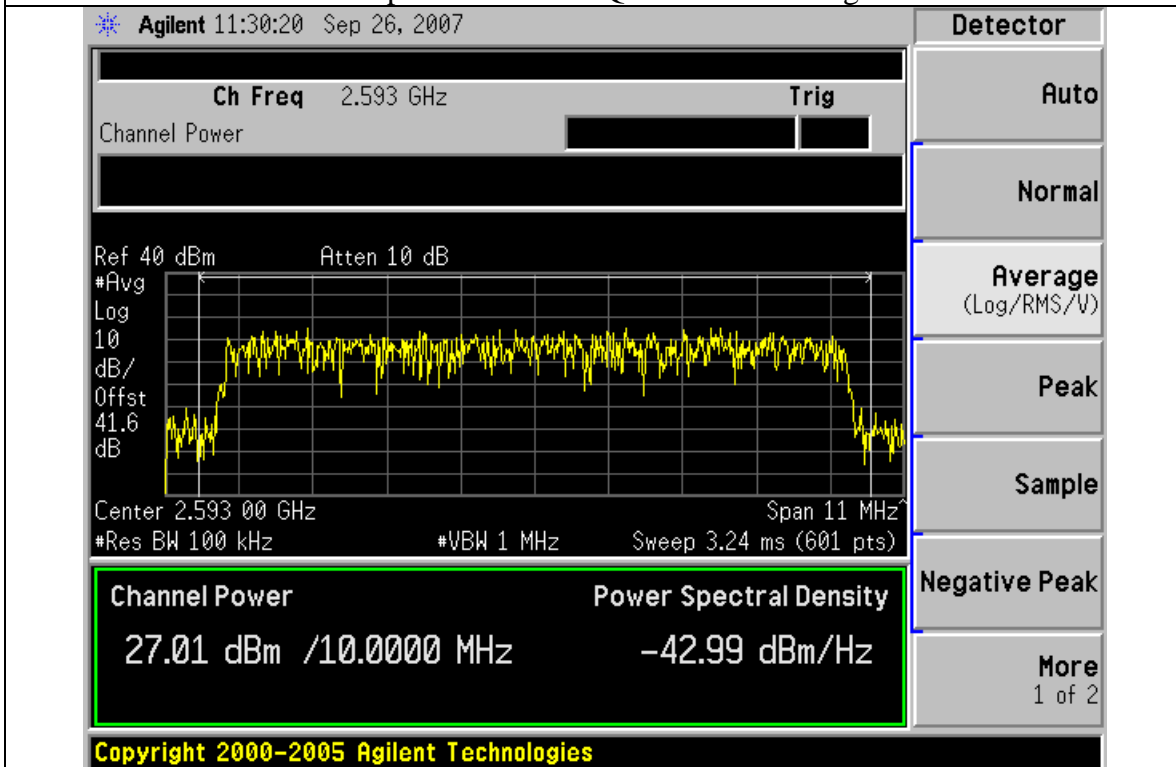 Agilent 11:30:20 Sep 26, 2007
Detector
Ch Freq 2.593 GHz Trig
Channel Power
Auto
Normal
Average
(Log/RMS/V)
Peak
Sample
Negative Peak
More
1 of 2
Ref 40 dBm Atten 10 dB
#Avg
Log
10
dB/
Offst
41.6
dB
Center 2.593 00 GHz Span 11 MHz^
#Res BW 100 kHz #VBW 1 MHz Sweep 3.24 ms (601 pts)
Channel Power Power Spectral Density
27.01 dBm /10.0000 MHz -42.99 dBm/Hz
Copyright 2000-2005 Agilent Technologies